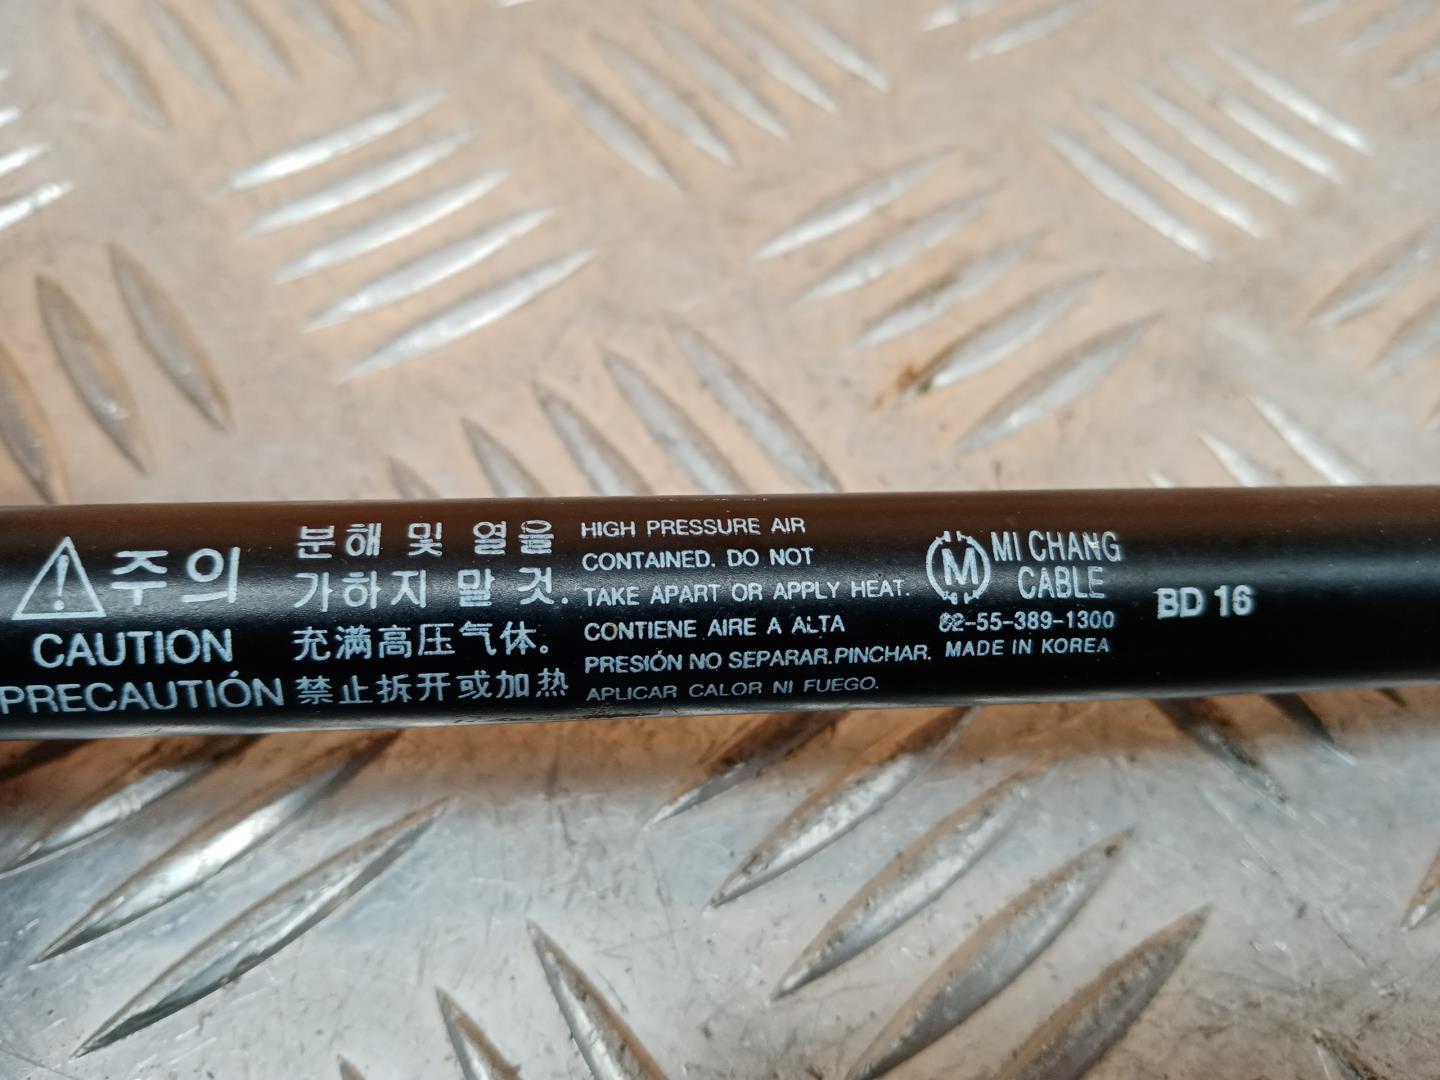 주의
CAUTION
PRECAUTIÓN
분해 및 열을
가하지 말 것.
充满高压气体。
禁止拆开或加热
HIGH PRESSURE AIR
CONTAINED. DO NOT
TAKE APART OR APPLY HEAT.
CONTIENE AIRE A ALTA
PRESIÓN NO SEPARAR.PINCHAR.
APLICAR CALOR NI FUEGO.
M MI CHANG
CABLE
82-55-389-1300
MADE IN KOREA
BD 16